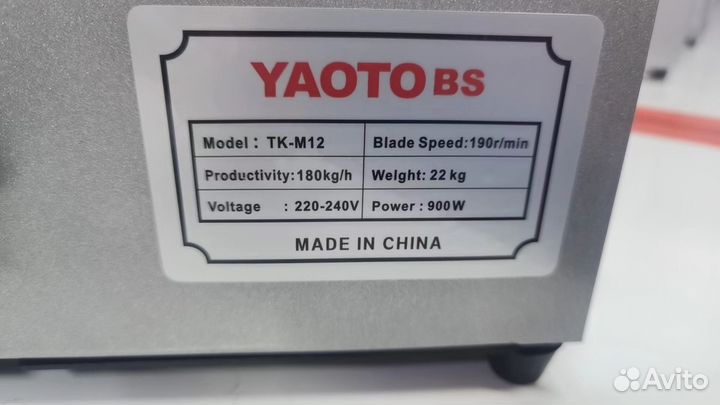 YAOTO BS
Model : TK-M12 Blade Speed:190r/min
Productivity:180kg/h Weight: 22 kg
Voltage : 220-240V Power : 900W
MADE IN CHINA
Avito